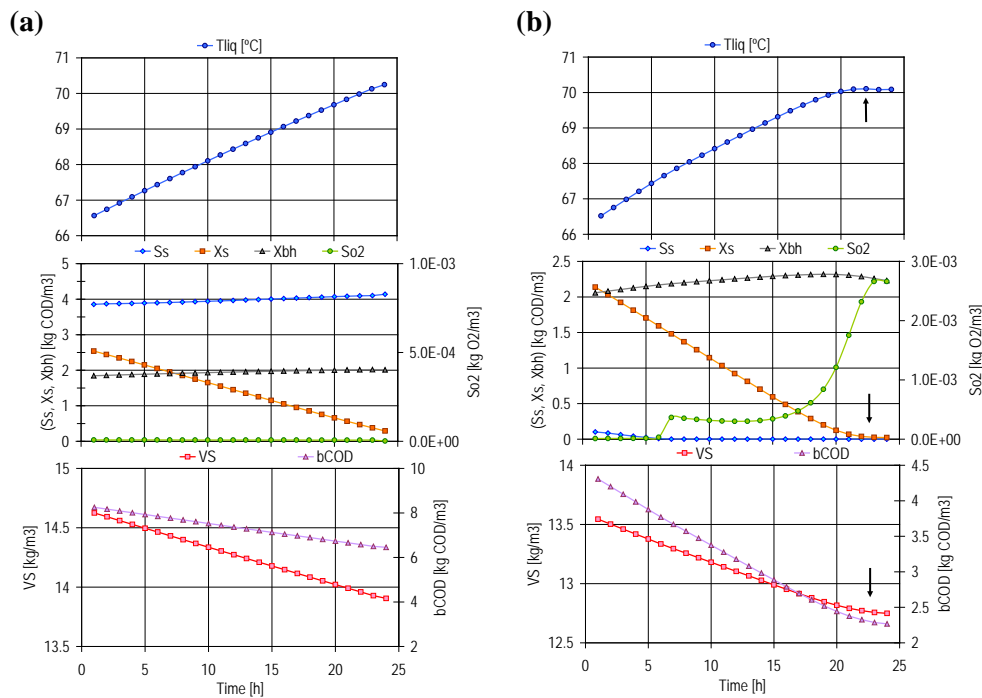 (a)
(b)
Tliq [ºC]
71
70
69
68
67
66
Tliq [ºC]
71
70
69
68
67
66
Ss Xs Xbh So2
(Ss, Xs, Xbh) [kg COD/m3]
5
4
3
2
1
0
1.0E-03
5.0E-04
0.0E+00
So2 [kg O2/m3]
Ss Xs Xbh So2
(Ss, Xs, Xbh) [kg COD/m3]
2.5
2
1.5
1
0.5
0
3.0E-03
2.0E-03
1.0E-03
0.0E+00
So2 [kg O2/m3]
VS bCOD
VS [kg/m3]
15
14.5
14
13.5
10
8
6
4
2
bCOD [kg COD/m3]
0 5 10 15 20 25
Time [h]
VS bCOD
VS [kg/m3]
14
13.5
13
12.5
4.5
4
3.5
3
2.5
2
bCOD [kg COD/m3]
0 5 10 15 20 25
Time [h]